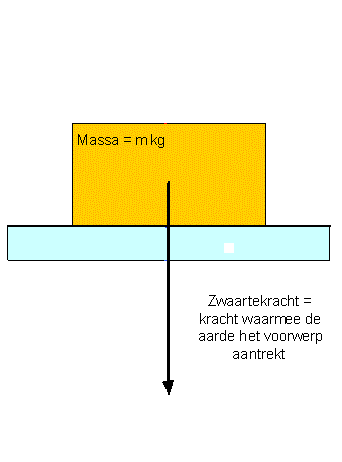 Massa = m kg
Zwaartekracht =
kracht waarmee de
aarde het voorwerp
aantrekt